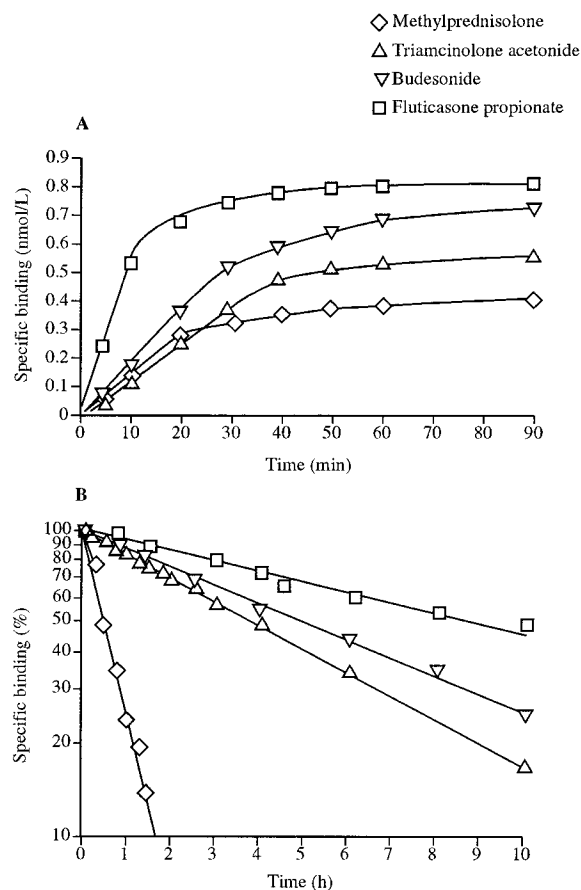 Methylprednisolone
Triamcinolone acetonide
Budesonide
Fluticasone propionate
A
0.9
0.8
0.7
0.6
0.5
0.4
0.3
0.2
0.1
0
Specific binding (nmol/L)
0 10 20 30 40 50 60 70 80 90
Time (min)
B
100
90
80
70
60
50
40
30
20
10
Specific binding (%)
0 1 2 3 4 5 6 7 8 9 10
Time (h)